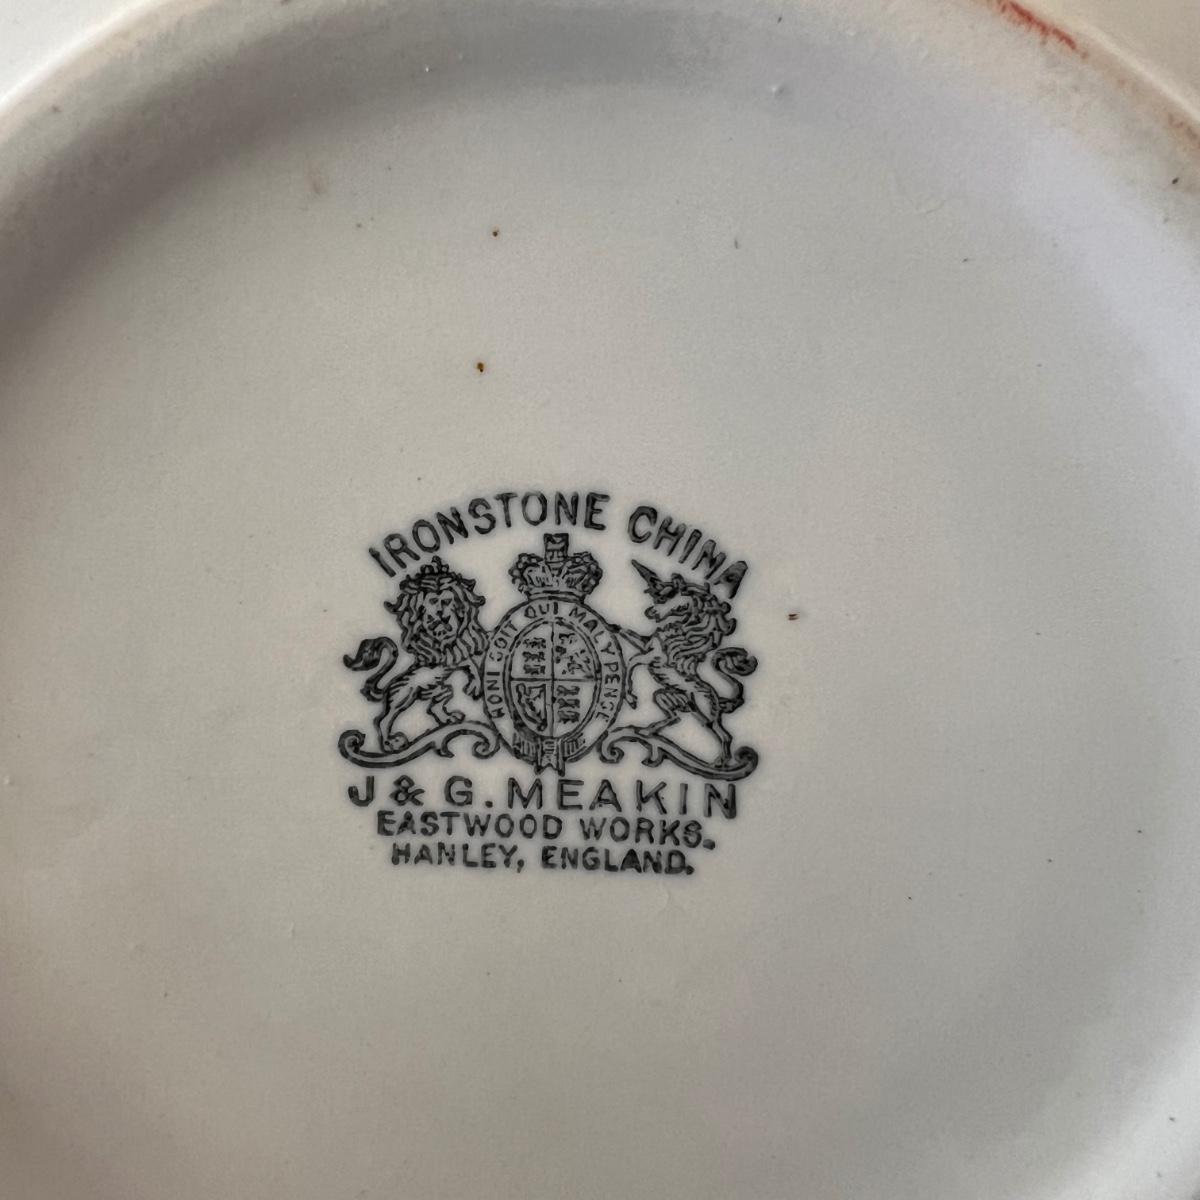 IRONSTONE CHINA
HONI SOIT QUI MAL Y PENSE
J & G. MEAKIN
EASTWOOD WORKS.
HANLEY, ENGLAND.